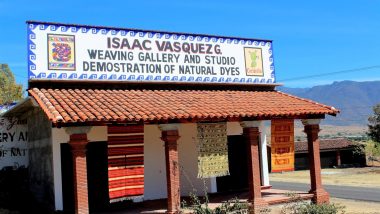 ISAAC VASQUEZ G.
WEAVING GALLERY AND STUDIO
DEMOSTRATION OF NATURAL DYES